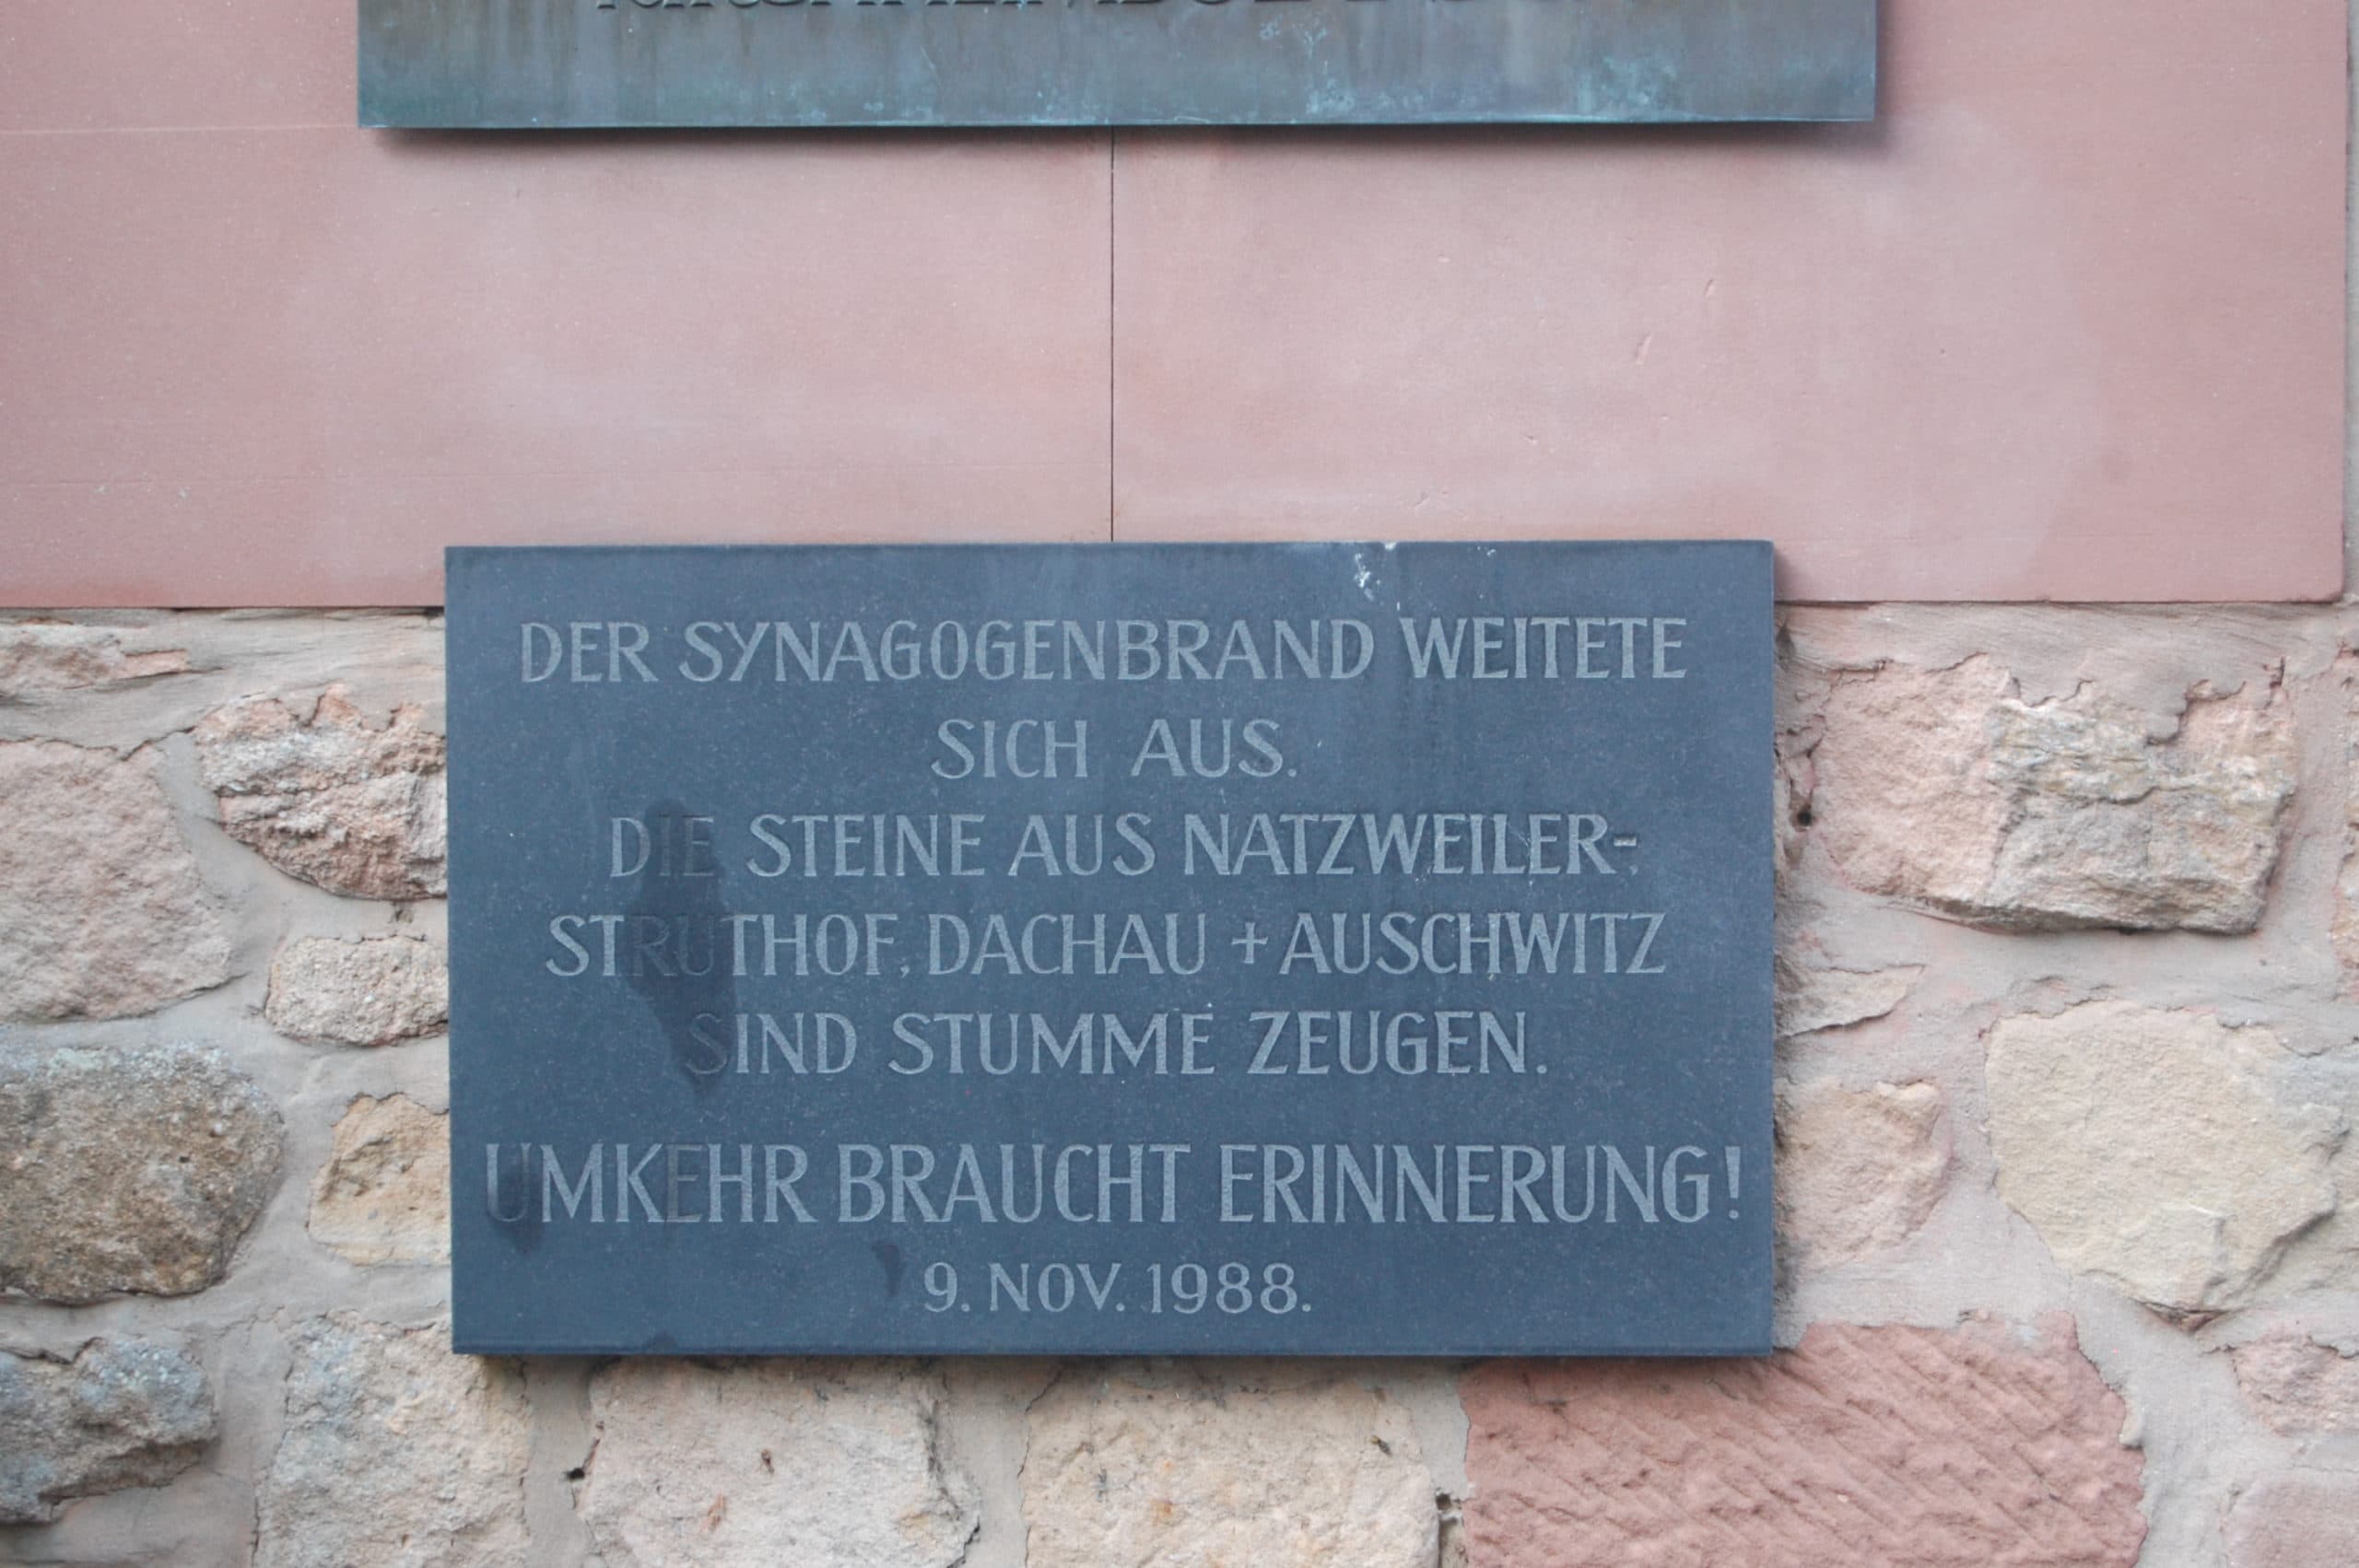 DER SYNAGOGENBRAND WEITETE
SICH AUS.
DIE STEINE AUS NATZWEILER-
STRUTHOF, DACHAU + AUSCHWITZ
SIND STUMME ZEUGEN.
UMKEHR BRAUCHT ERINNERUNG!
9. NOV. 1988.